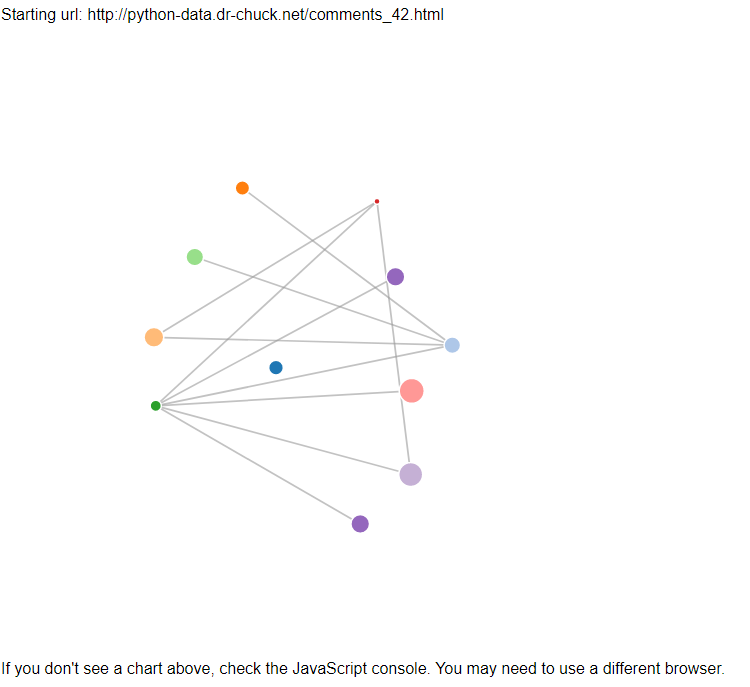 Starting url: http://python-data.dr-chuck.net/comments_42.html
If you don't see a chart above, check the JavaScript console. You may need to use a different browser.